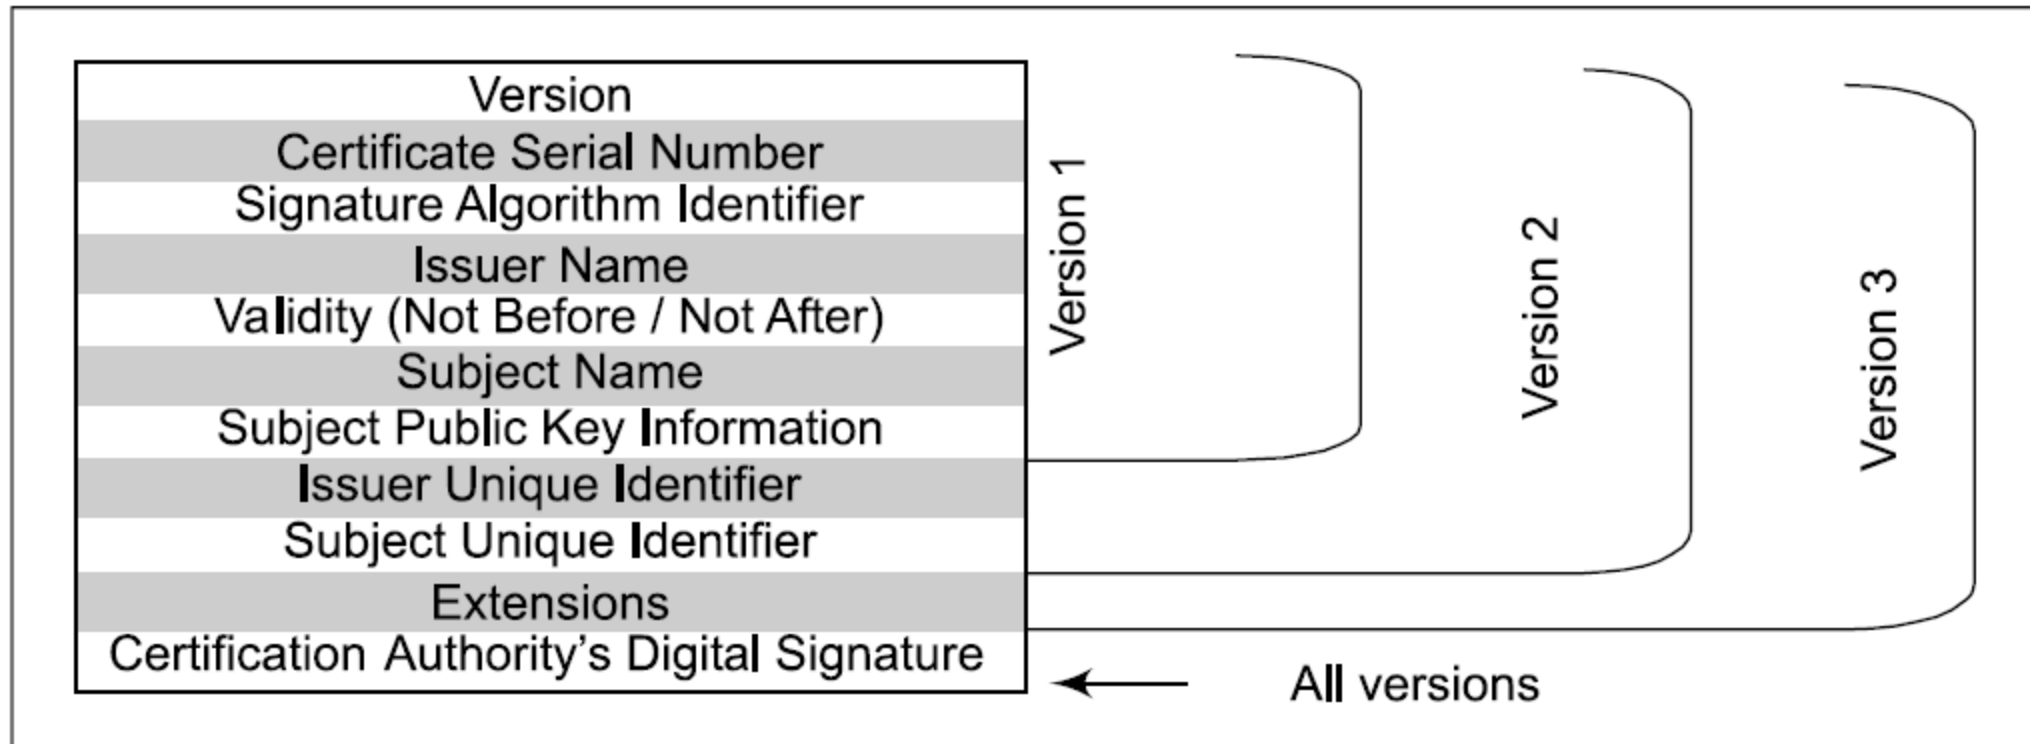 Version
Certificate Serial Number
Signature Algorithm Identifier
Issuer Name
Validity (Not Before / Not After)
Subject Name
Subject Public Key Information
Issuer Unique Identifier
Subject Unique Identifier
Extensions
Certification Authority’s Digital Signature
Version 1
Version 2
Version 3
All versions